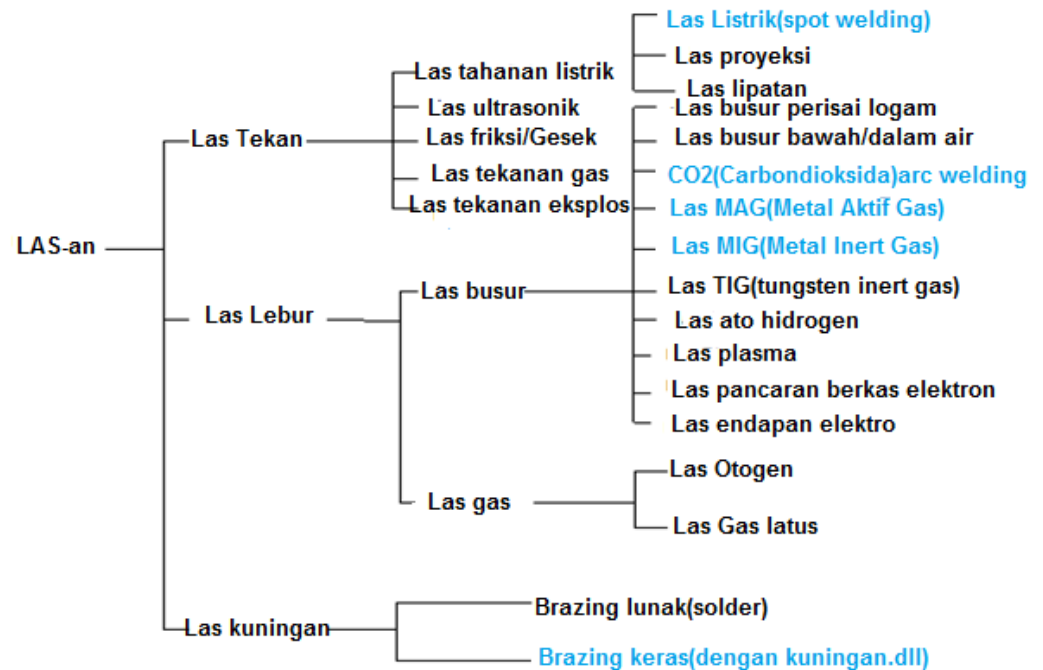 LAS-an
Las Tekan
Las tahanan listrik
Las Listrik(spot welding)
Las proyeksi
Las lipatan
Las ultrasonik
Las friksi/Gesek
Las tekanan gas
Las tekanan eksplos
Las Lebur
Las busur
Las busur perisai logam
Las busur bawah/dalam air
CO2(Carbondioksida)arc welding
Las MAG(Metal Aktif Gas)
Las MIG(Metal Inert Gas)
Las TIG(tungsten inert gas)
Las ato hidrogen
Las plasma
Las pancaran berkas elektron
Las endapan elektro
Las gas
Las Otogen
Las Gas latus
Las kuningan
Brazing lunak(solder)
Brazing keras(dengan kuningan.dll)